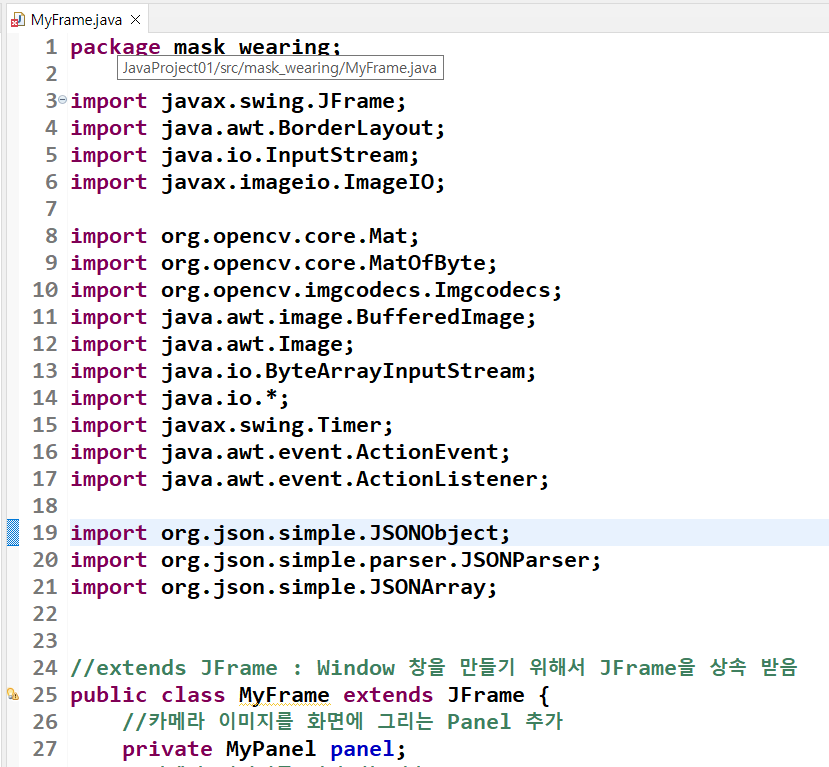 MyFrame.java
1 package mask_wearing;
JavaProject01/src/mask_wearing/MyFrame.java
2
3 import javax.swing.JFrame;
4 import java.awt.BorderLayout;
5 import java.io.InputStream;
6 import javax.imageio.ImageIO;
7
8 import org.opencv.core.Mat;
9 import org.opencv.core.MatOfByte;
10 import org.opencv.imgcodecs.Imgcodecs;
11 import java.awt.image.BufferedImage;
12 import java.awt.Image;
13 import java.io.ByteArrayInputStream;
14 import java.io.*;
15 import javax.swing.Timer;
16 import java.awt.event.ActionEvent;
17 import java.awt.event.ActionListener;
18
19 import org.json.simple.JSONObject;
20 import org.json.simple.parser.JSONParser;
21 import org.json.simple.JSONArray;
22
23
24 //extends JFrame : Window 창을 만들기 위해서 JFrame을 상속 받음
25 public class MyFrame extends JFrame {
26 //카메라 이미지를 화면에 그리는 Panel 추가
27 private MyPanel panel;